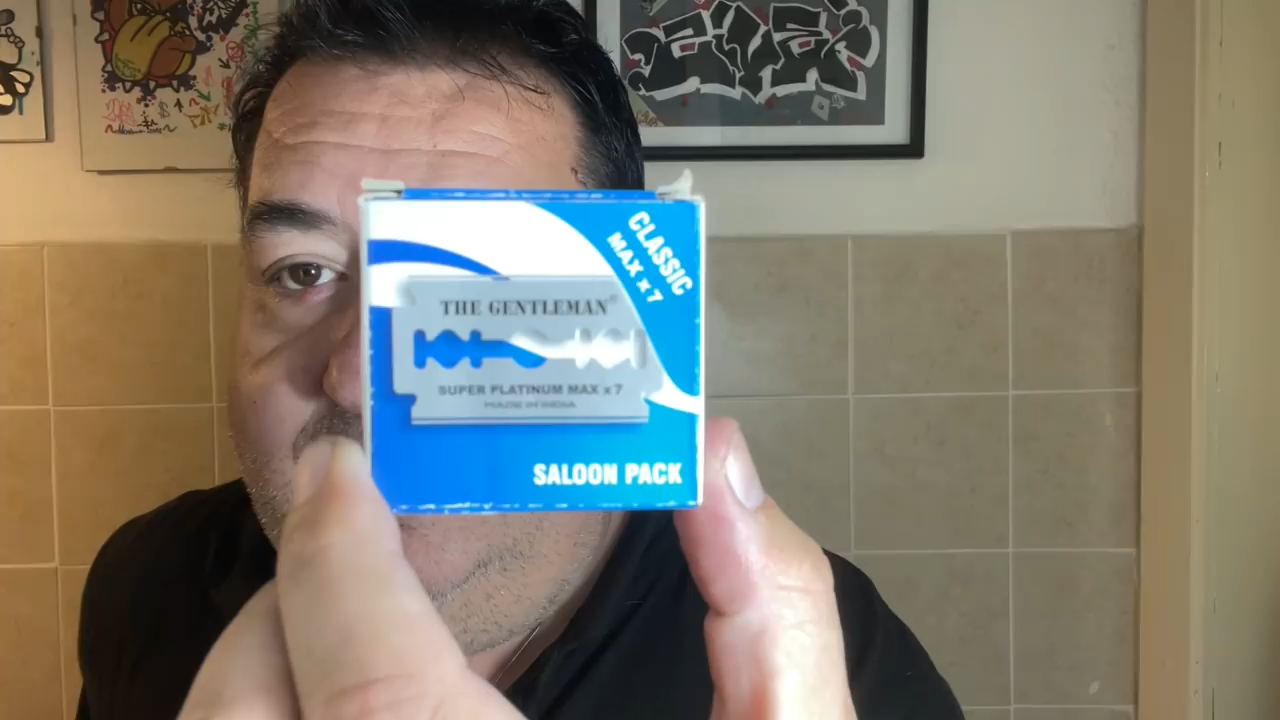 CLASSIC
MAX x 7
THE GENTLEMAN®
SUPER PLATINUM MAX x 7
MADE IN INDIA
SALOON PACK